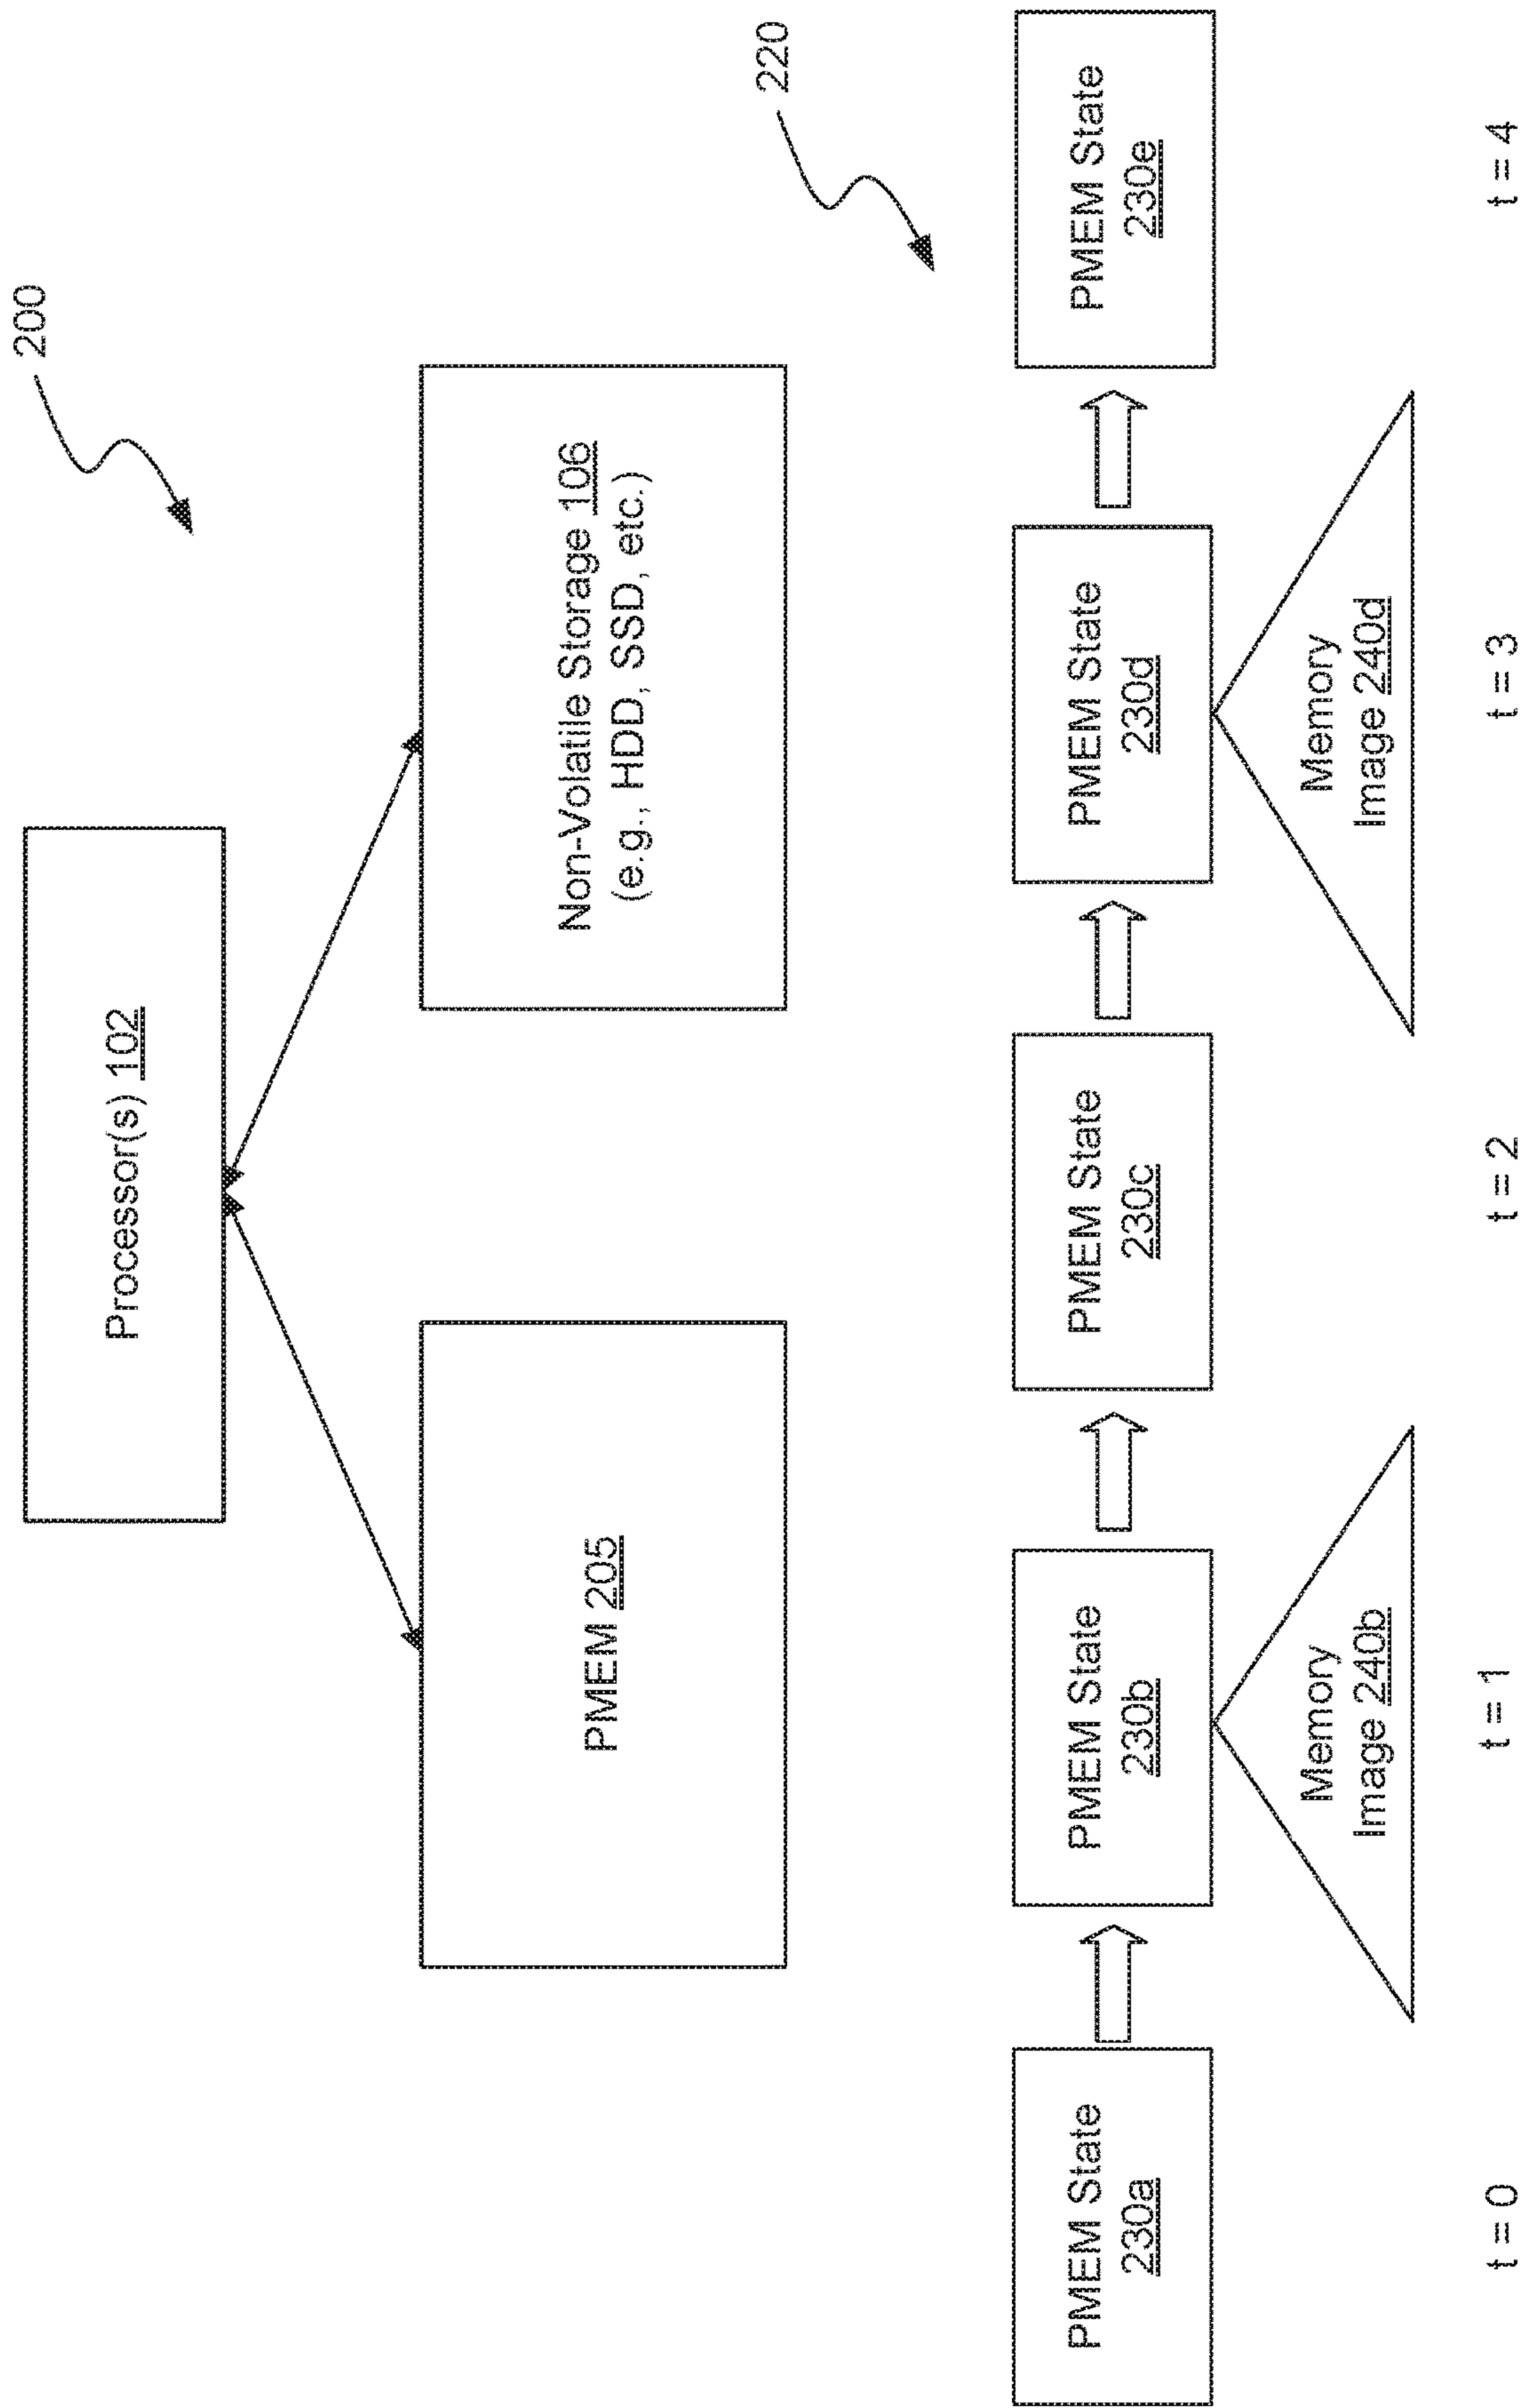 200
Processor(s) 102
PMEM 205
Non-Volatile Storage 106
(e.g., HDD, SSD, etc.)
220
PMEM State
230a
PMEM State
230b
PMEM State
230c
PMEM State
230d
PMEM State
230e
Memory
Image 240b
Memory
Image 240d
t = 0
t = 1
t = 2
t = 3
t = 4